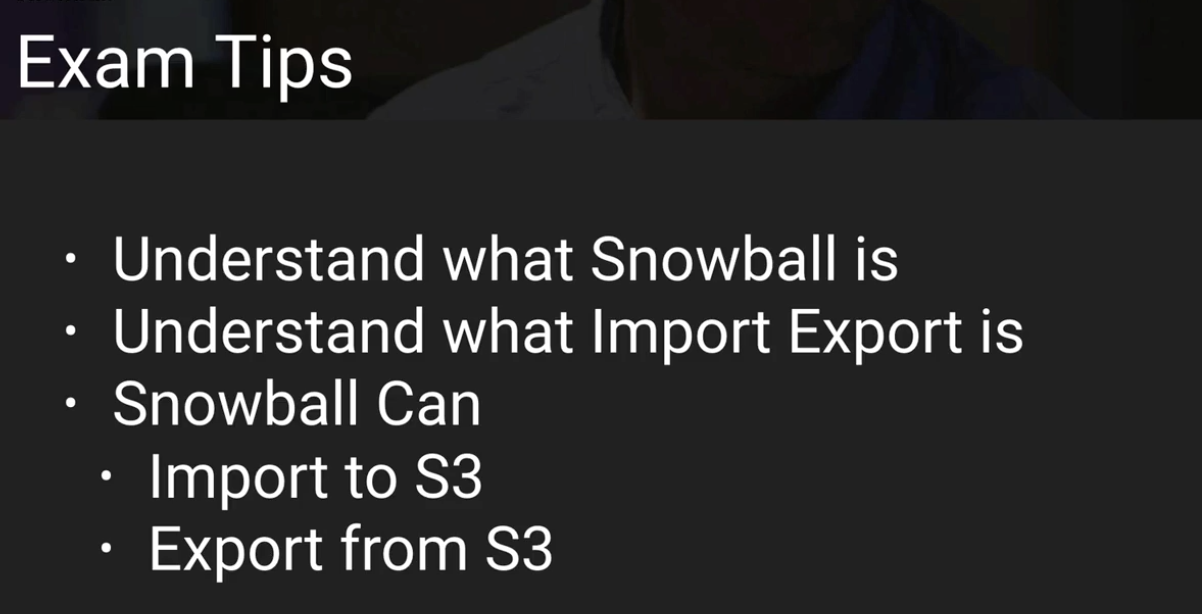 Exam Tips
• Understand what Snowball is
• Understand what Import Export is
• Snowball Can
• Import to S3
• Export from S3